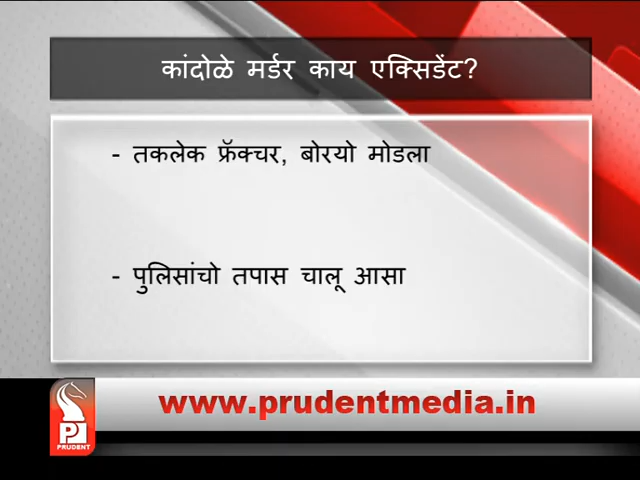 कांदोळे मर्डर काय एक्सिडेंट?
- तकलेक फ्रॅक्चर, बोरयो मोडला
- पुलिसांचो तपास चालू आसा
www.prudentmedia.in
P
PRUDENT